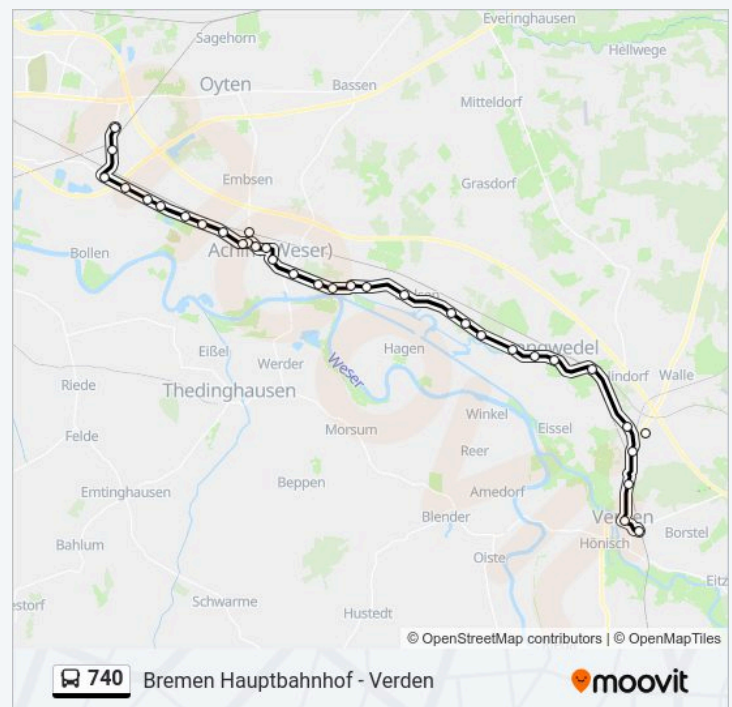 Everinghausen
Sagehorn
Hellwege
Oyten
Bassen
Mitteldorf
Embsen
Grasdorf
Bollen
Achim (Weser)
Eißel
Werder
Hagen
Weser
Riede
Thedinghausen
Walle
Felde
Morsum
Winkel
Eissel
Reer
Emtinghausen
Beppen
Amedorf
Blender
Borstel
Bahlum
Oiste
Hönisch
Schwarme
Hustedt
© OpenStreetMap contributors | © OpenMapTiles
740 Bremen Hauptbahnhof - Verden
moovit